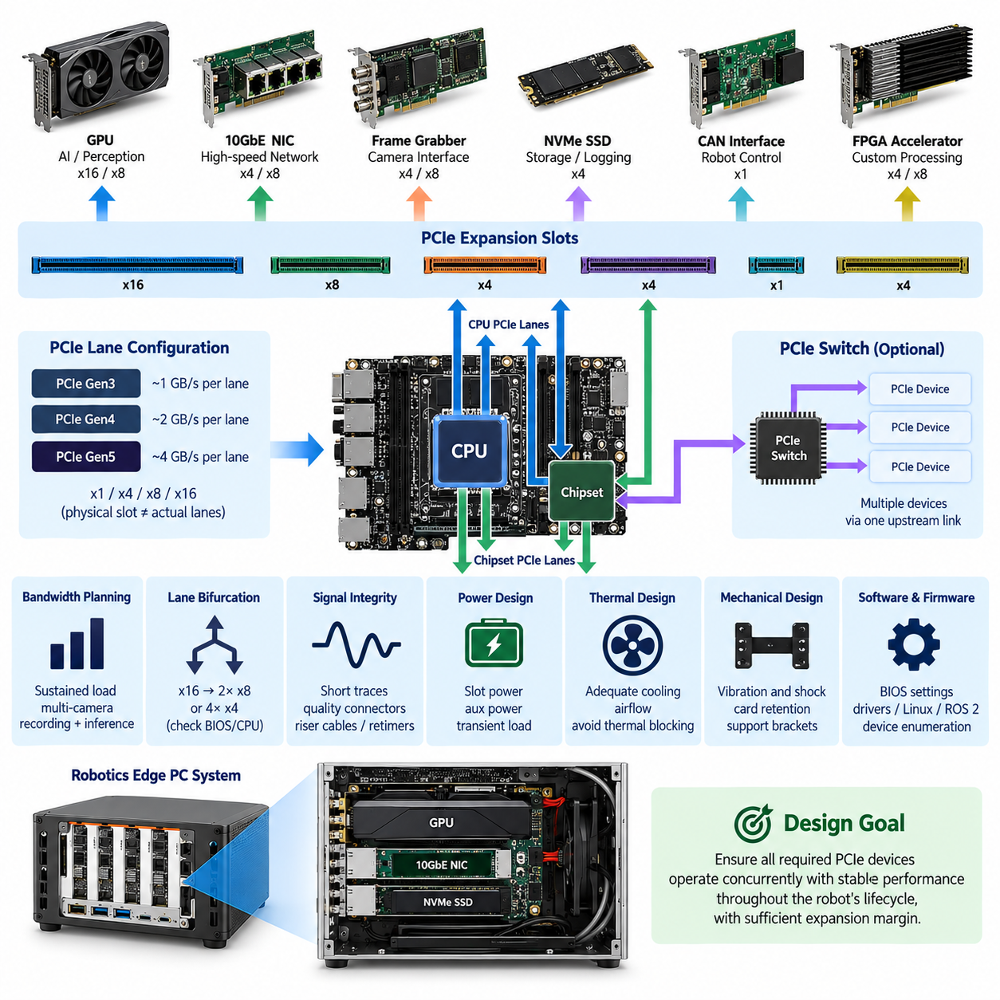 GPU
AI / Perception
x16 / x8
10GbE NIC
High-speed Network
x4 / x8
Frame Grabber
Camera Interface
x4 / x8
NVMe SSD
Storage / Logging
x4
CAN Interface
Robot Control
x1
FPGA Accelerator
Custom Processing
x4 / x8
PCIe Expansion Slots
x16
x8
x4
x4
x1
x4
PCIe Lane Configuration
PCIe Gen3
~1 GB/s per lane
PCIe Gen4
~2 GB/s per lane
PCIe Gen5
~4 GB/s per lane
x1 / x4 / x8 / x16
(physical slot ≠ actual lanes)
CPU PCIe Lanes
CPU
Chipset
Chipset PCIe Lanes
PCIe Switch (Optional)
PCIe
Switch
PCIe Device
PCIe Device
PCIe Device
Multiple devices
via one upstream link
Bandwidth Planning
Sustained load
multi-camera
recording + inference
Lane Bifurcation
x16 → 2× x8
or 4× x4
(check BIOS/CPU)
Signal Integrity
Short traces
quality connectors
riser cables / retimers
Power Design
Slot power
aux power
transient load
Thermal Design
Adequate cooling
airflow
avoid thermal blocking
Mechanical Design
Vibration and shock
card retention
support brackets
Software & Firmware
BIOS settings
drivers / Linux / ROS 2
device enumeration
Robotics Edge PC System
GPU
10GbE NIC
NVMe SSD
Design Goal
Ensure all required PCIe devices
operate concurrently with stable performance
throughout the robot's lifecycle,
with sufficient expansion margin.